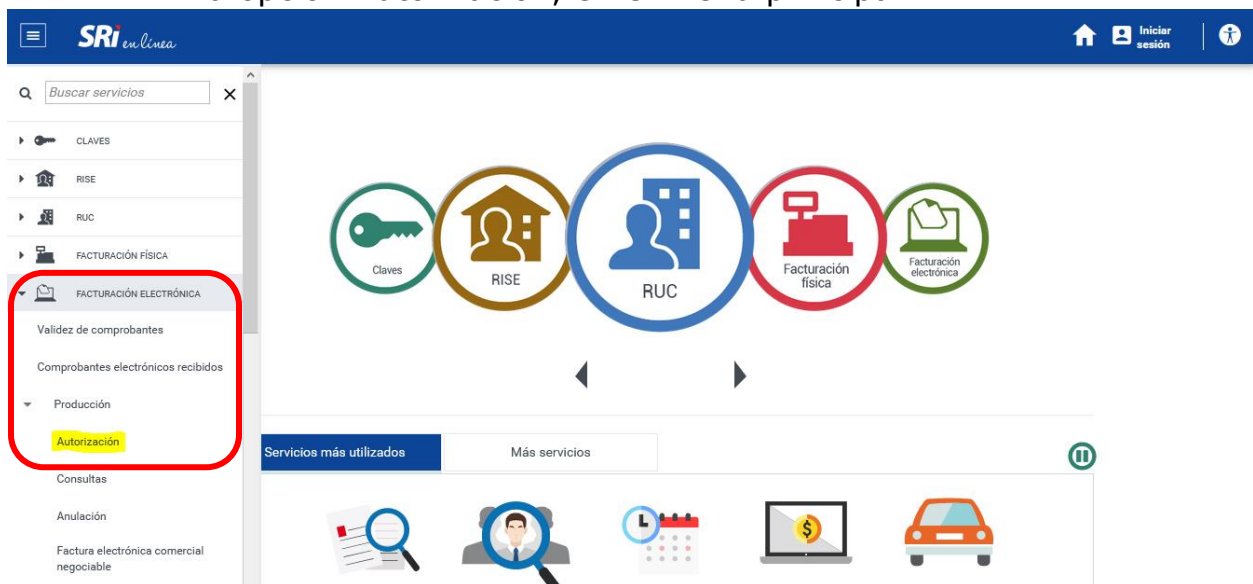 SRi en línea
Iniciar
sesión
Buscar servicios
CLAVES
RISE
RUC
FACTURACIÓN FÍSICA
FACTURACIÓN ELECTRÓNICA
Validez de comprobantes
Comprobantes electrónicos recibidos
Producción
Autorización
Consultas
Anulación
Factura electrónica comercial
negociable
Claves
RISE
RUC
Facturación
física
Facturación
electrónica
Servicios más utilizados
Más servicios
L
$